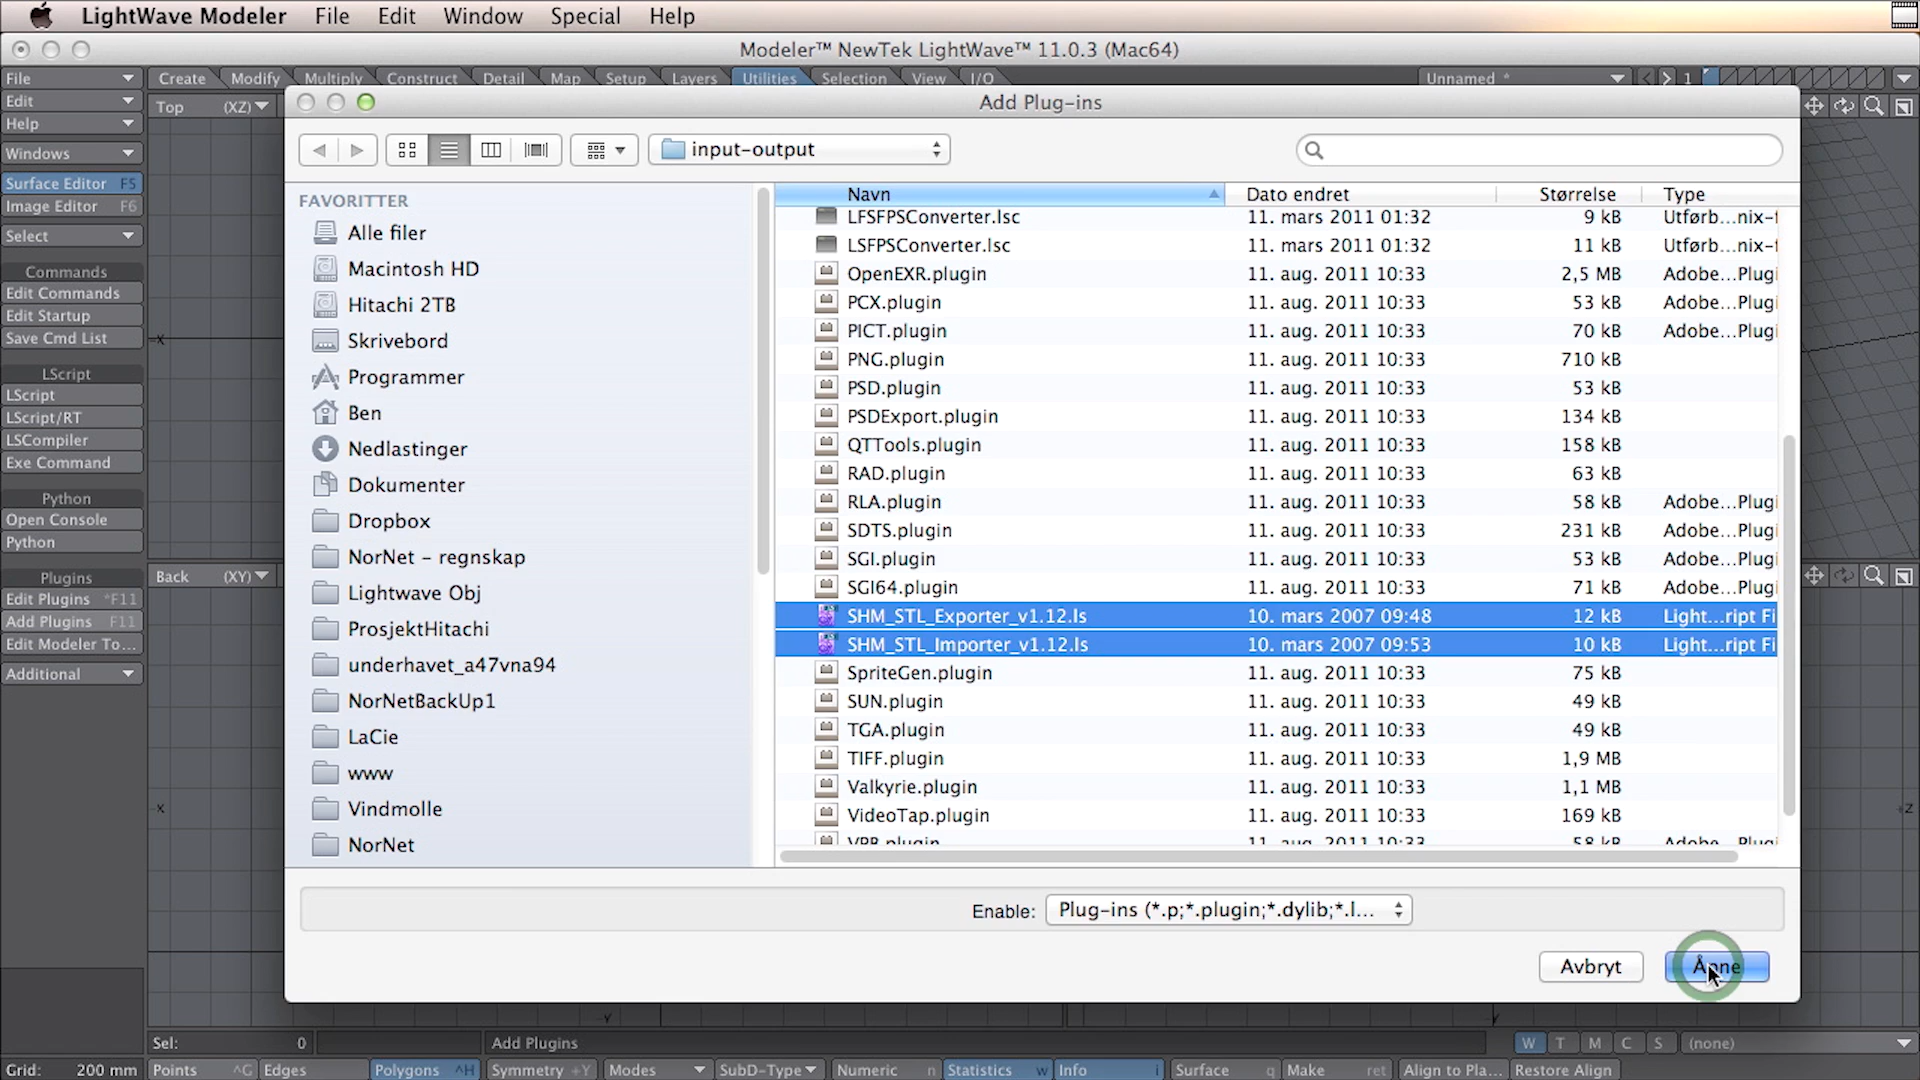 LightWave Modeler File Edit Window Special Help
Modeler™ NewTek LightWave™ 11.0.3 (Mac64)
File Create Modify Multiply Construct Detail Map Setup Layers Utilities Selection View I/O Unnamed * 1
Edit
Help
Windows
Surface Editor F5
Image Editor F6
Select
Commands
Edit Commands
Edit Startup
Save Cmd List
LScript
LScript
LScript/RT
LSCompiler
Exe Command
Python
Open Console
Python
Plugins
Edit Plugins ^F11
Add Plugins F11
Edit Modeler To...
Additional
Top (XZ)
-X
Back (XY)
-X
Add Plug-ins
input-output
FAVORITTER
Alle filer
Macintosh HD
Hitachi 2TB
Skrivebord
Programmer
Ben
Nedlastinger
Dokumenter
Dropbox
NorNet – regnskap
Lightwave Obj
ProsjektHitachi
underhavet_a47vna94
NorNetBackUp1
LaCie
www
Vindmolle
NorNet
Navn Dato endret Størrelse Type
LFSFPSConverter.lsc 11. mars 2011 01:32 9 kB Utførb...nix-f
LSFPSConverter.lsc 11. mars 2011 01:32 11 kB Utførb...nix-f
OpenEXR.plugin 11. aug. 2011 10:33 2,5 MB Adobe...Plugi
PCX.plugin 11. aug. 2011 10:33 53 kB Adobe...Plugi
PICT.plugin 11. aug. 2011 10:33 70 kB Adobe...Plugi
PNG.plugin 11. aug. 2011 10:33 710 kB
PSD.plugin 11. aug. 2011 10:33 53 kB
PSDExport.plugin 11. aug. 2011 10:33 134 kB
QTTools.plugin 11. aug. 2011 10:33 158 kB
RAD.plugin 11. aug. 2011 10:33 63 kB
RLA.plugin 11. aug. 2011 10:33 58 kB Adobe...Plugi
SDTS.plugin 11. aug. 2011 10:33 231 kB Adobe...Plugi
SGI.plugin 11. aug. 2011 10:33 53 kB Adobe...Plugi
SGI64.plugin 11. aug. 2011 10:33 71 kB Adobe...Plugi
SHM_STL_Exporter_v1.12.ls 10. mars 2007 09:48 12 kB Light...ript Fi
SHM_STL_Importer_v1.12.ls 10. mars 2007 09:53 10 kB Light...ript Fi
SpriteGen.plugin 11. aug. 2011 10:33 75 kB
SUN.plugin 11. aug. 2011 10:33 49 kB
TGA.plugin 11. aug. 2011 10:33 49 kB
TIFF.plugin 11. aug. 2011 10:33 1,9 MB
Valkyrie.plugin 11. aug. 2011 10:33 1,1 MB
VideoTap.plugin 11. aug. 2011 10:33 169 kB
VPB.plugin 11. aug. 2011 10:33 58 kB Adobe...Plugi
Enable: Plug-ins (*.p;*.plugin;*.dylib;*.l...
Avbryt Åpne
+Z
-Y -Y
Sel: 0 Add Plugins W T M C S (none)
Grid: 200 mm Points ^G Edges Polygons ^H Symmetry +Y Modes SubD-Type Numeric n Statistics w Info i Surface q Make ret Align to Pla... Restore Align